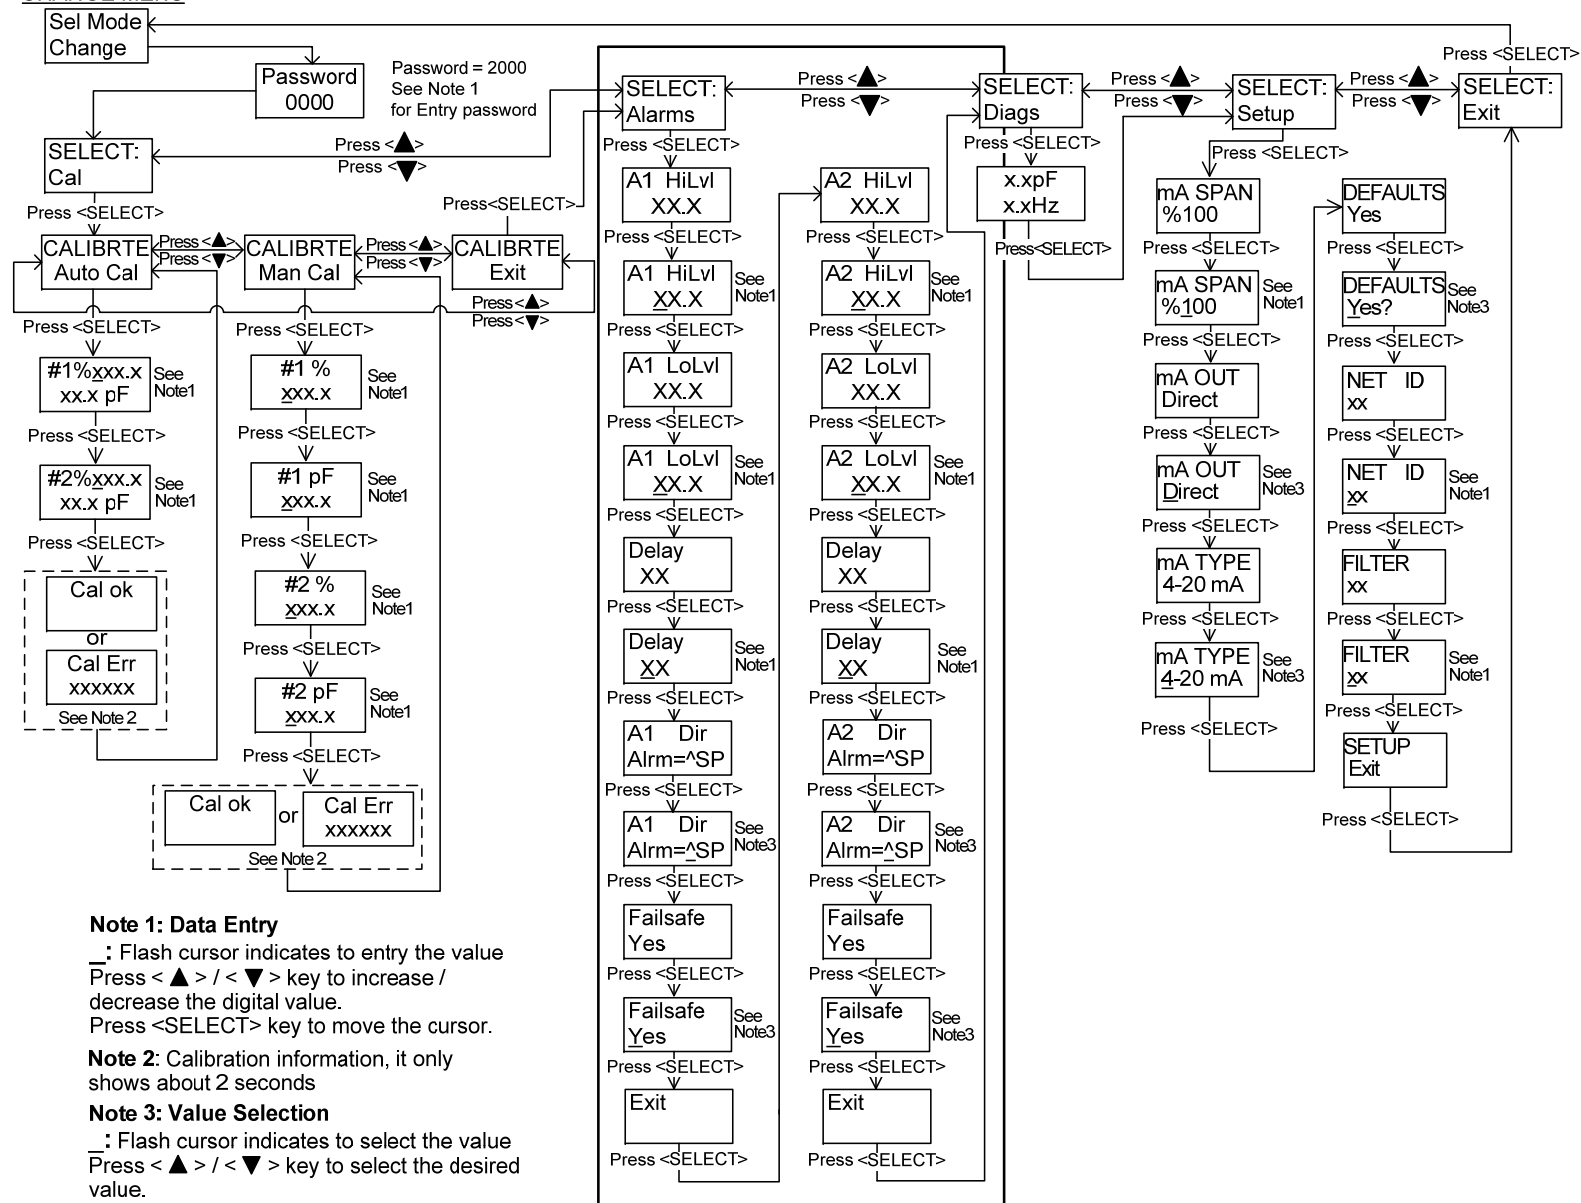 CHANGE MENU
Sel Mode
Change
Password
0000
Password = 2000
See Note 1
for Entry password
SELECT:
Cal
Press <▲>
Press <▼>
Press <SELECT>
CALIBRTE
Auto Cal
Press <▲>
Press <▼>
CALIBRTE
Man Cal
Press <▲>
Press <▼>
CALIBRTE
Exit
Press<SELECT>
Press <▲>
Press<▼>
Press <SELECT>
#1%xxx.x
xx.x pF
See
Note1
Press <SELECT>
#2%xxx.x
xx.x pF
See
Note1
Press <SELECT>
Cal ok
or
Cal Err
xxxxxx
See Note 2
Press <SELECT>
#1 %
xxx.x
See
Note1
Press <SELECT>
#1 pF
xxx.x
See
Note1
Press <SELECT>
#2 %
xxx.x
See
Note1
Press <SELECT>
#2 pF
xxx.x
See
Note1
Press <SELECT>
Cal ok
or
Cal Err
xxxxxx
See Note 2
SELECT:
Alarms
Press <▲>
Press <▼>
Press <SELECT>
A1 HiLvl
XX.X
Press <SELECT>
A1 HiLvl
XX.X
See
Note1
Press <SELECT>
A1 LoLvl
XX.X
Press <SELECT>
A1 LoLvl
XX.X
See
Note1
Press <SELECT>
Delay
XX
Press <SELECT>
Delay
XX
See
Note1
Press <SELECT>
A1 Dir
Alrm=^SP
Press <SELECT>
A1 Dir
Alrm=^SP
See
Note3
Press <SELECT>
Failsafe
Yes
Press <SELECT>
Failsafe
Yes
See
Note3
Press <SELECT>
Exit
Press <SELECT>
A2 HiLvl
XX.X
Press <SELECT>
A2 HiLvl
XX.X
See
Note1
Press <SELECT>
A2 LoLvl
XX.X
Press <SELECT>
A2 LoLvl
XX.X
See
Note1
Press <SELECT>
Delay
XX
Press <SELECT>
Delay
XX
See
Note1
Press <SELECT>
A2 Dir
Alrm=^SP
Press <SELECT>
A2 Dir
Alrm=^SP
See
Note3
Press <SELECT>
Failsafe
Yes
Press <SELECT>
Failsafe
Yes
See
Note3
Press <SELECT>
Exit
Press <SELECT>
SELECT:
Diags
Press <▲>
Press <▼>
Press <SELECT>
x.xpF
x.xHz
Press<SELECT>
SELECT:
Setup
Press <▲>
Press <▼>
Press <SELECT>
mA SPAN
%100
Press <SELECT>
mA SPAN
%100
See
Note1
Press <SELECT>
mA OUT
Direct
Press <SELECT>
mA OUT
Direct
See
Note3
Press <SELECT>
mA TYPE
4-20 mA
Press <SELECT>
mA TYPE
4-20 mA
See
Note3
Press <SELECT>
DEFAULTS
Yes
Press <SELECT>
DEFAULTS
Yes?
See
Note3
Press <SELECT>
NET ID
xx
Press <SELECT>
NET ID
xx
See
Note1
Press <SELECT>
FILTER
xx
Press <SELECT>
FILTER
xx
See
Note1
Press <SELECT>
SETUP
Exit
Press <SELECT>
Press <SELECT>
SELECT:
Exit
Note 1: Data Entry
_: Flash cursor indicates to entry the value
Press < ▲ > / < ▼ > key to increase /
decrease the digital value.
Press <SELECT> key to move the cursor.
Note 2: Calibration information, it only
shows about 2 seconds
Note 3: Value Selection
_: Flash cursor indicates to select the value
Press < ▲ > / < ▼ > key to select the desired
value.